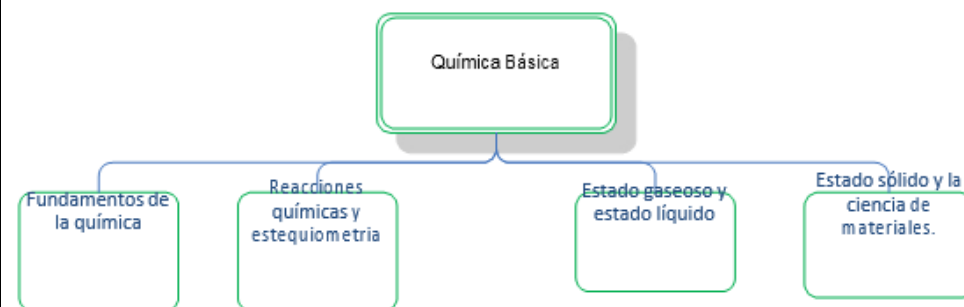 Química Básica
Fundamentos de
la química
Reacciones
químicas y
estequiometria
Estado gaseoso y
estado líquido
Estado sólido y la
ciencia de
materiales.